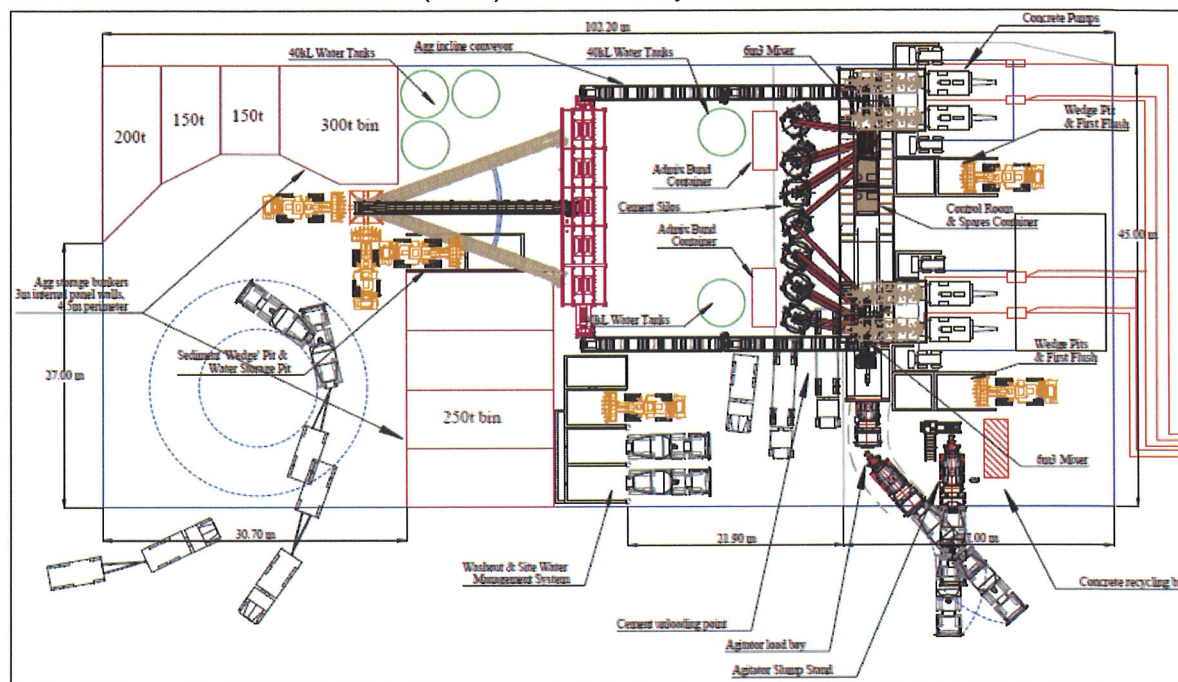 102.20 m
Concrete Pumps
40kL Water Tanks
Agg incline conveyor
40kL Water Tanks
6m3 Mixer
200t
150t
150t
300t bin
Wedge Pit
& First Flush
Admix Bund
Container
Cement Silos
Control Room
& Spares Container
Admix Bund
Container
45.00 m
Agg storage bunkers
3m internal panel walls,
4.5m perimeter
40kL Water Tanks
Sediment 'Wedge' Pit &
Water Storage Pit
Wedge Pits
& First Flush
27.00 m
250t bin
6m3 Mixer
30.70 m
21.90 m
Washout & Site Water
Management System
Concrete recycling
Cement unloading point
Agitator load bay
Agitator Slump Stand